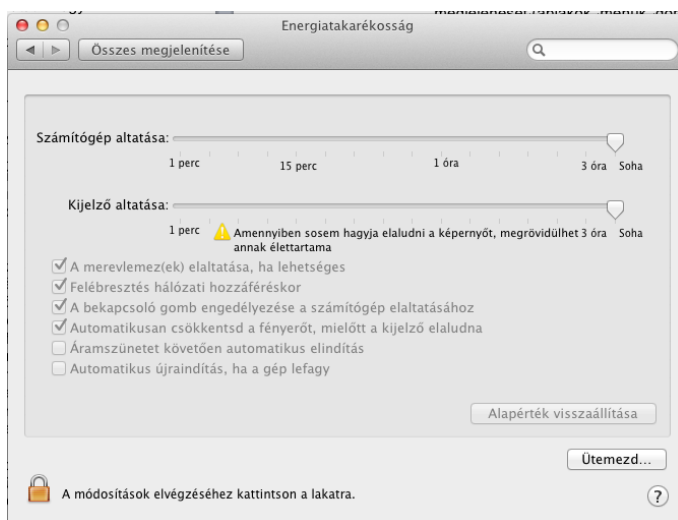 Energiatakarékosság
Összes megjelenítése
Számítógép altatása:
1 perc 15 perc 1 óra 3 óra Soha
Kijelző altatása:
1 perc Amennyiben sosem hagyja elaludni a képernyőt, megrövidülhet 3 óra Soha
annak élettartama
A merevlemez(ek) elaltatása, ha lehetséges
Felébresztés hálózati hozzáféréskor
A bekapcsoló gomb engedélyezése a számítógép elaltatásához
Automatikusan csökkentsd a fényerőt, mielőtt a kijelző elaludna
Áramszünetet követően automatikus elindítás
Automatikus újraindítás, ha a gép lefagy
Alapérték visszaállítása
Ütemezd...
A módosítások elvégzéséhez kattintson a lakatra.
?